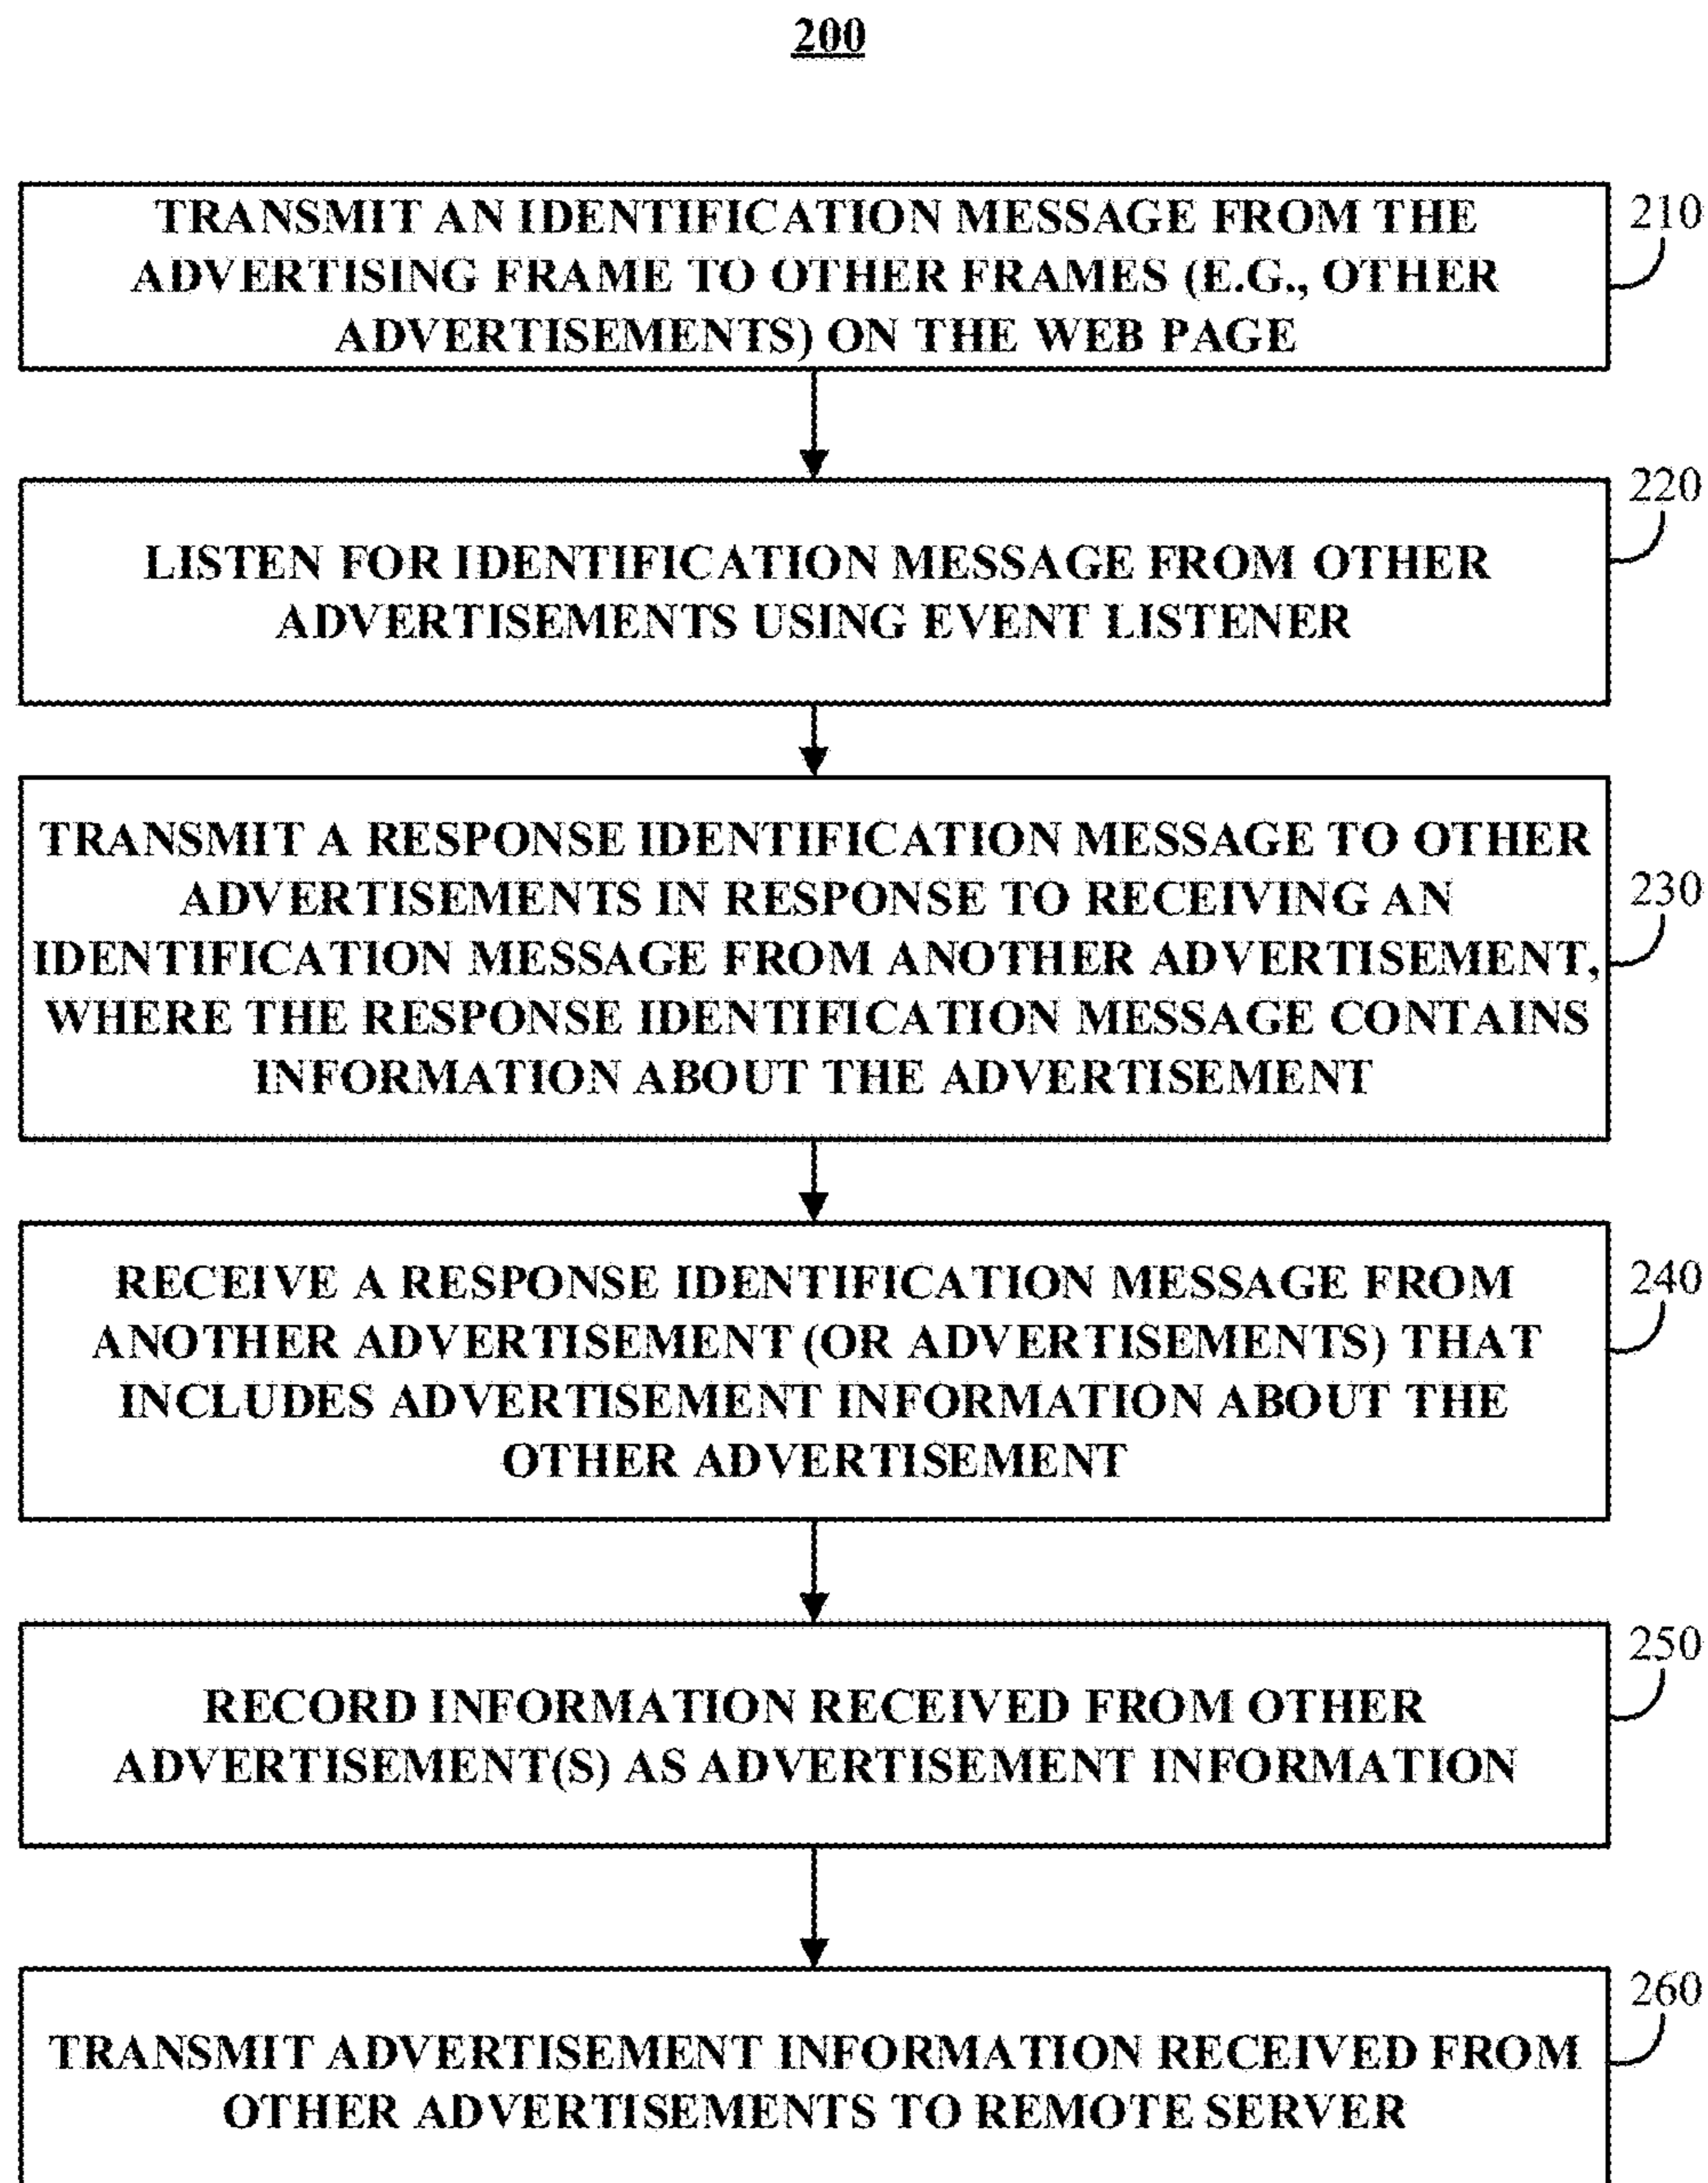 200
TRANSMIT AN IDENTIFICATION MESSAGE FROM THE
ADVERTISING FRAME TO OTHER FRAMES (E.G., OTHER
ADVERTISEMENTS) ON THE WEB PAGE
210
LISTEN FOR IDENTIFICATION MESSAGE FROM OTHER
ADVERTISEMENTS USING EVENT LISTENER
220
TRANSMIT A RESPONSE IDENTIFICATION MESSAGE TO OTHER
ADVERTISEMENTS IN RESPONSE TO RECEIVING AN
IDENTIFICATION MESSAGE FROM ANOTHER ADVERTISEMENT,
WHERE THE RESPONSE IDENTIFICATION MESSAGE CONTAINS
INFORMATION ABOUT THE ADVERTISEMENT
230
RECEIVE A RESPONSE IDENTIFICATION MESSAGE FROM
ANOTHER ADVERTISEMENT (OR ADVERTISEMENTS) THAT
INCLUDES ADVERTISEMENT INFORMATION ABOUT THE
OTHER ADVERTISEMENT
240
RECORD INFORMATION RECEIVED FROM OTHER
ADVERTISEMENT(S) AS ADVERTISEMENT INFORMATION
250
TRANSMIT ADVERTISEMENT INFORMATION RECEIVED FROM
OTHER ADVERTISEMENTS TO REMOTE SERVER
260